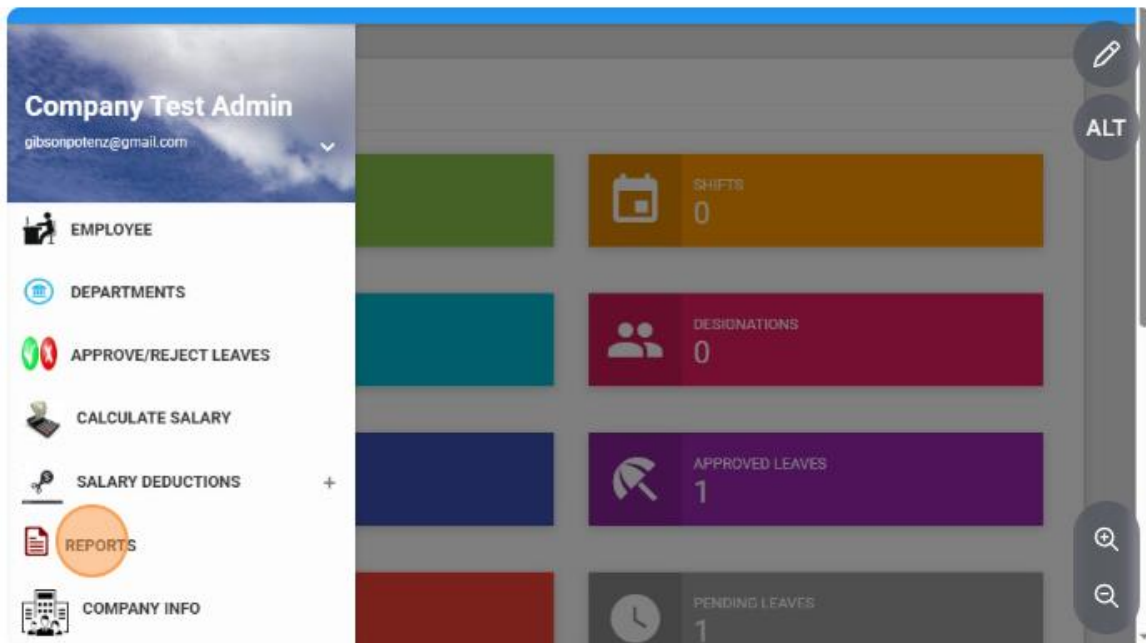 Company Test Admin
gibsonpotenz@gmail.com
EMPLOYEE
DEPARTMENTS
APPROVE/REJECT LEAVES
CALCULATE SALARY
SALARY DEDUCTIONS +
REPORTS
COMPANY INFO
SHIFTS
0
DESIGNATIONS
0
APPROVED LEAVES
1
PENDING LEAVES
1
ALT